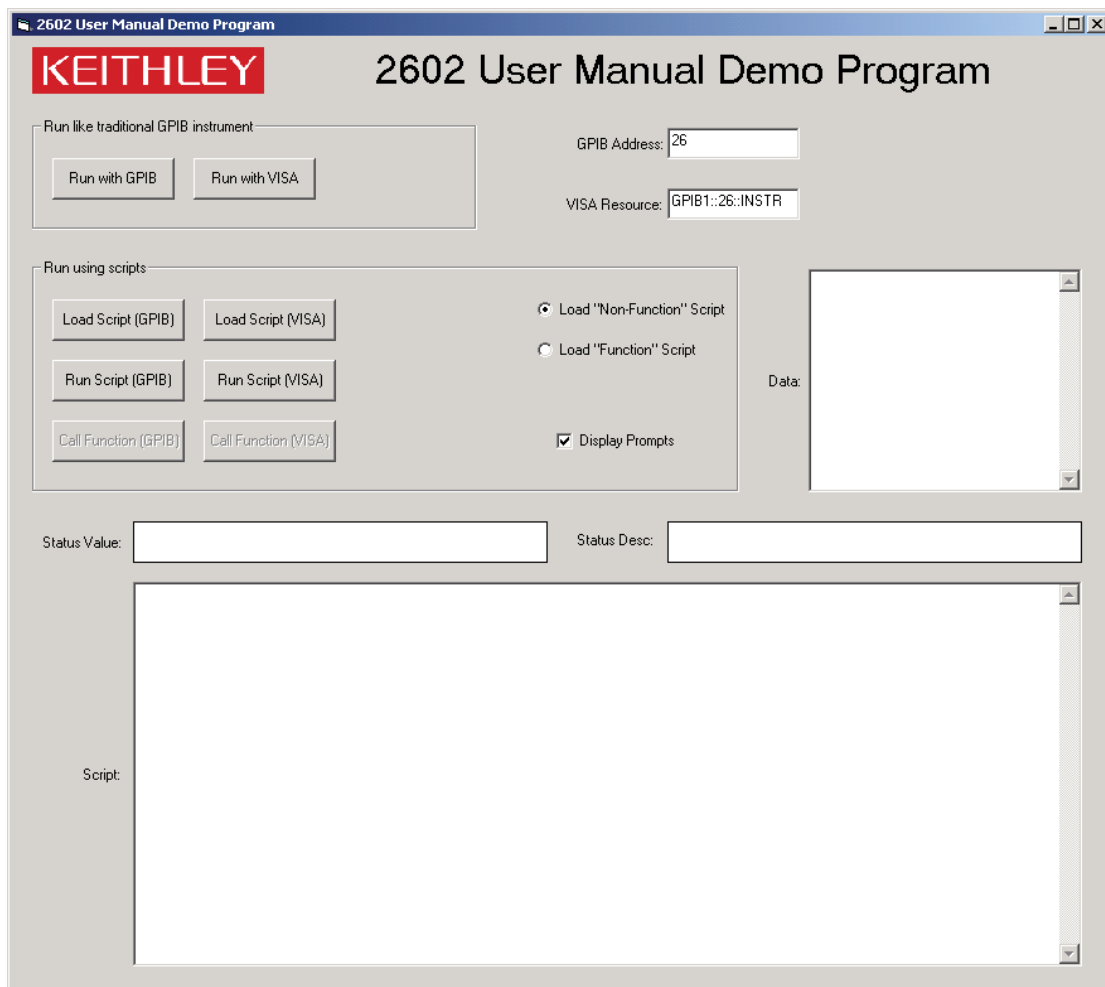 2602 User Manual Demo Program
KEITHLEY
2602 User Manual Demo Program
Run like traditional GPIB instrument
Run with GPIB
Run with VISA
GPIB Address:
26
VISA Resource:
GPIB1::26::INSTR
Run using scripts
Load Script (GPIB)
Load Script (VISA)
Load "Non-Function" Script
Load "Function" Script
Run Script (GPIB)
Run Script (VISA)
Data:
Call Function (GPIB)
Call Function (VISA)
Display Prompts
Status Value:
Status Desc:
Script: